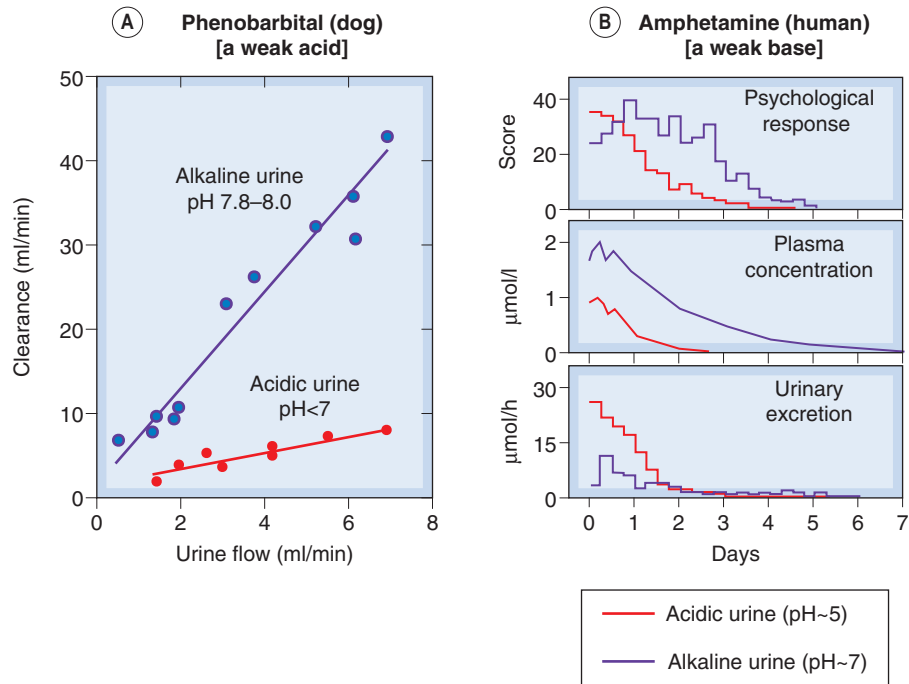 A Phenobarbital (dog)
[a weak acid]
50
40
30
20
10
0
Clearance (ml/min)
Alkaline urine
pH 7.8–8.0
Acidic urine
pH<7
0 2 4 6 8
Urine flow (ml/min)
B Amphetamine (human)
[a weak base]
40
20
0
Score
Psychological
response
2
1
0
μmol/l
Plasma
concentration
30
15
0
μmol/h
Urinary
excretion
0 1 2 3 4 5 6 7
Days
Acidic urine (pH~5)
Alkaline urine (pH~7)